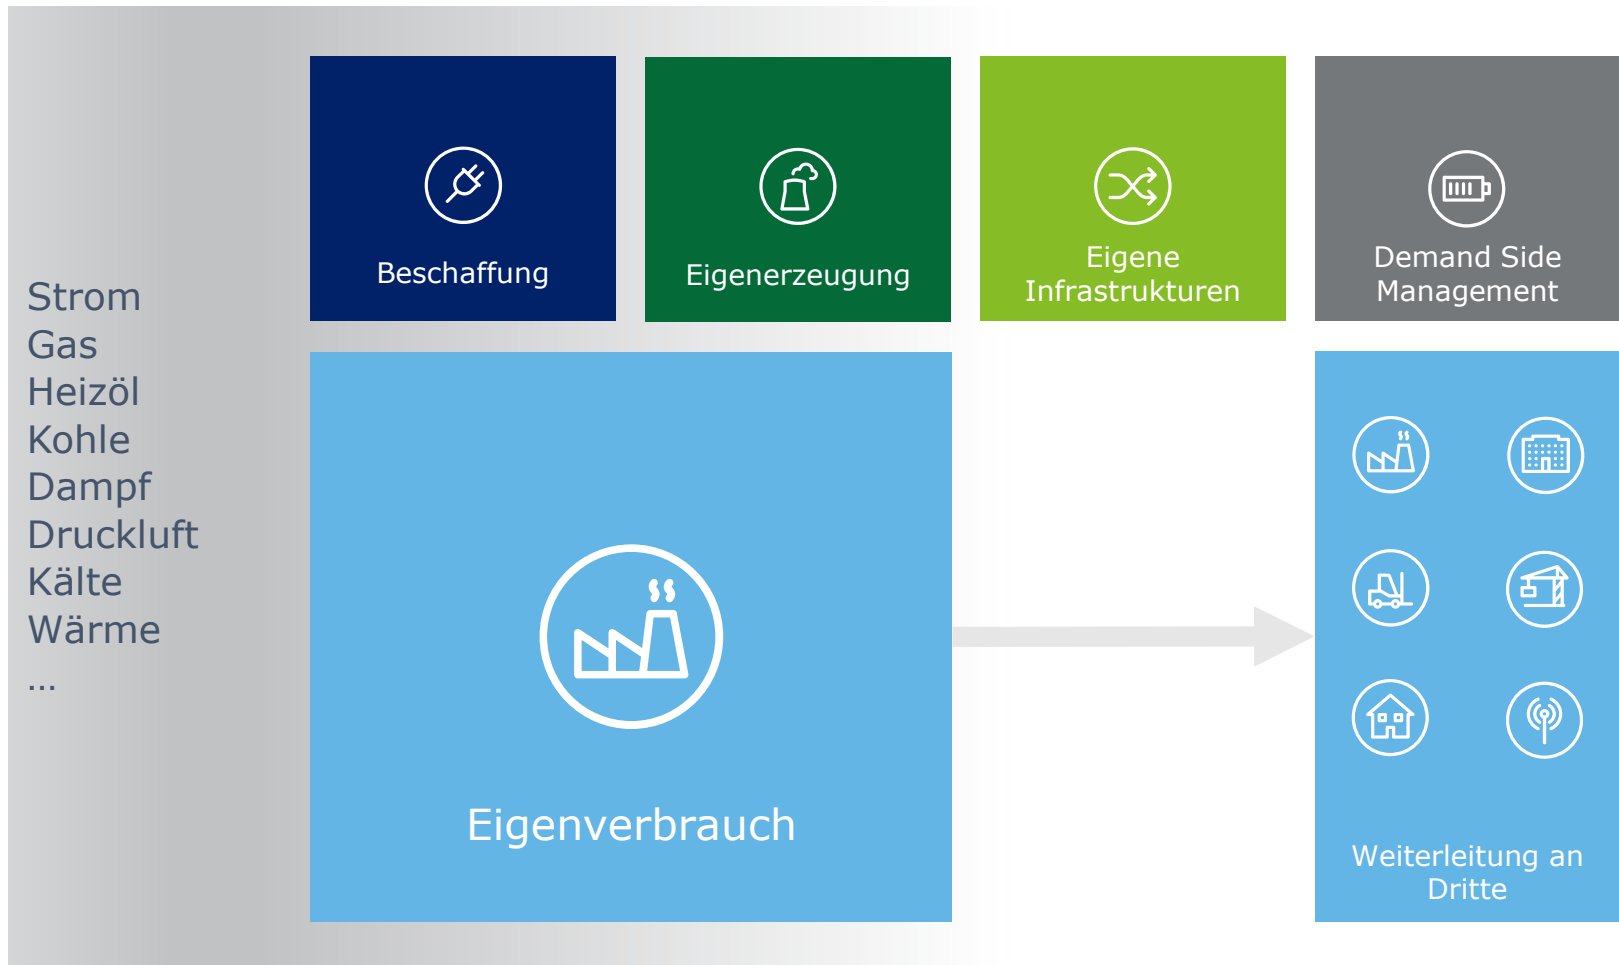 Strom
Gas
Heizöl
Kohle
Dampf
Druckluft
Kälte
Wärme
...
Beschaffung
Eigenerzeugung
Eigene
Infrastrukturen
Demand Side
Management
Eigenverbrauch
Weiterleitung an
Dritte